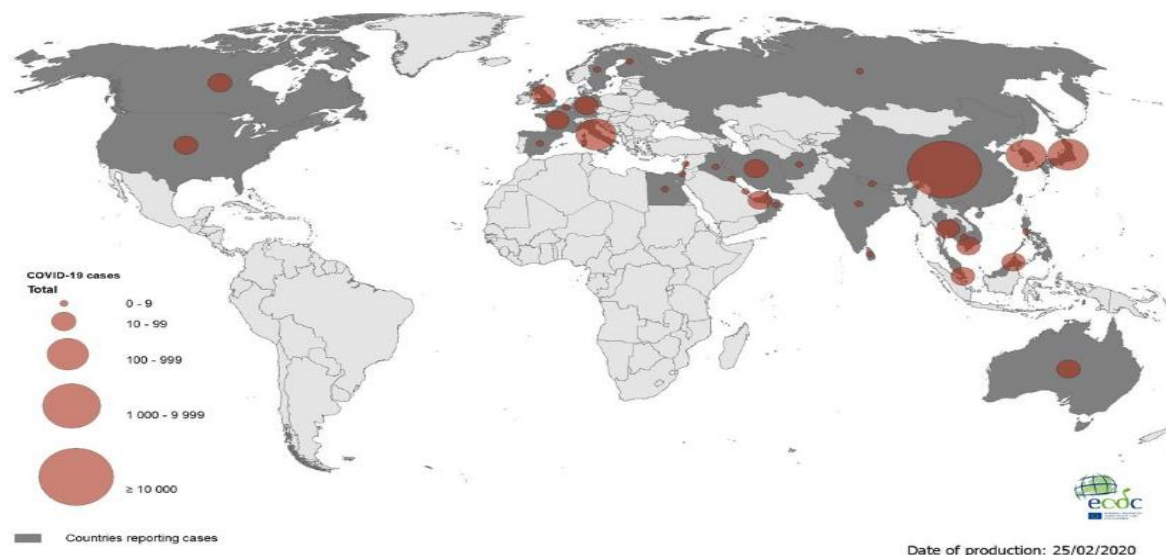 COVID-19 cases
Total
0 - 9
10 - 99
100 - 999
1 000 - 9 999
≥ 10 000
Countries reporting cases
ecdc
Date of production: 25/02/2020